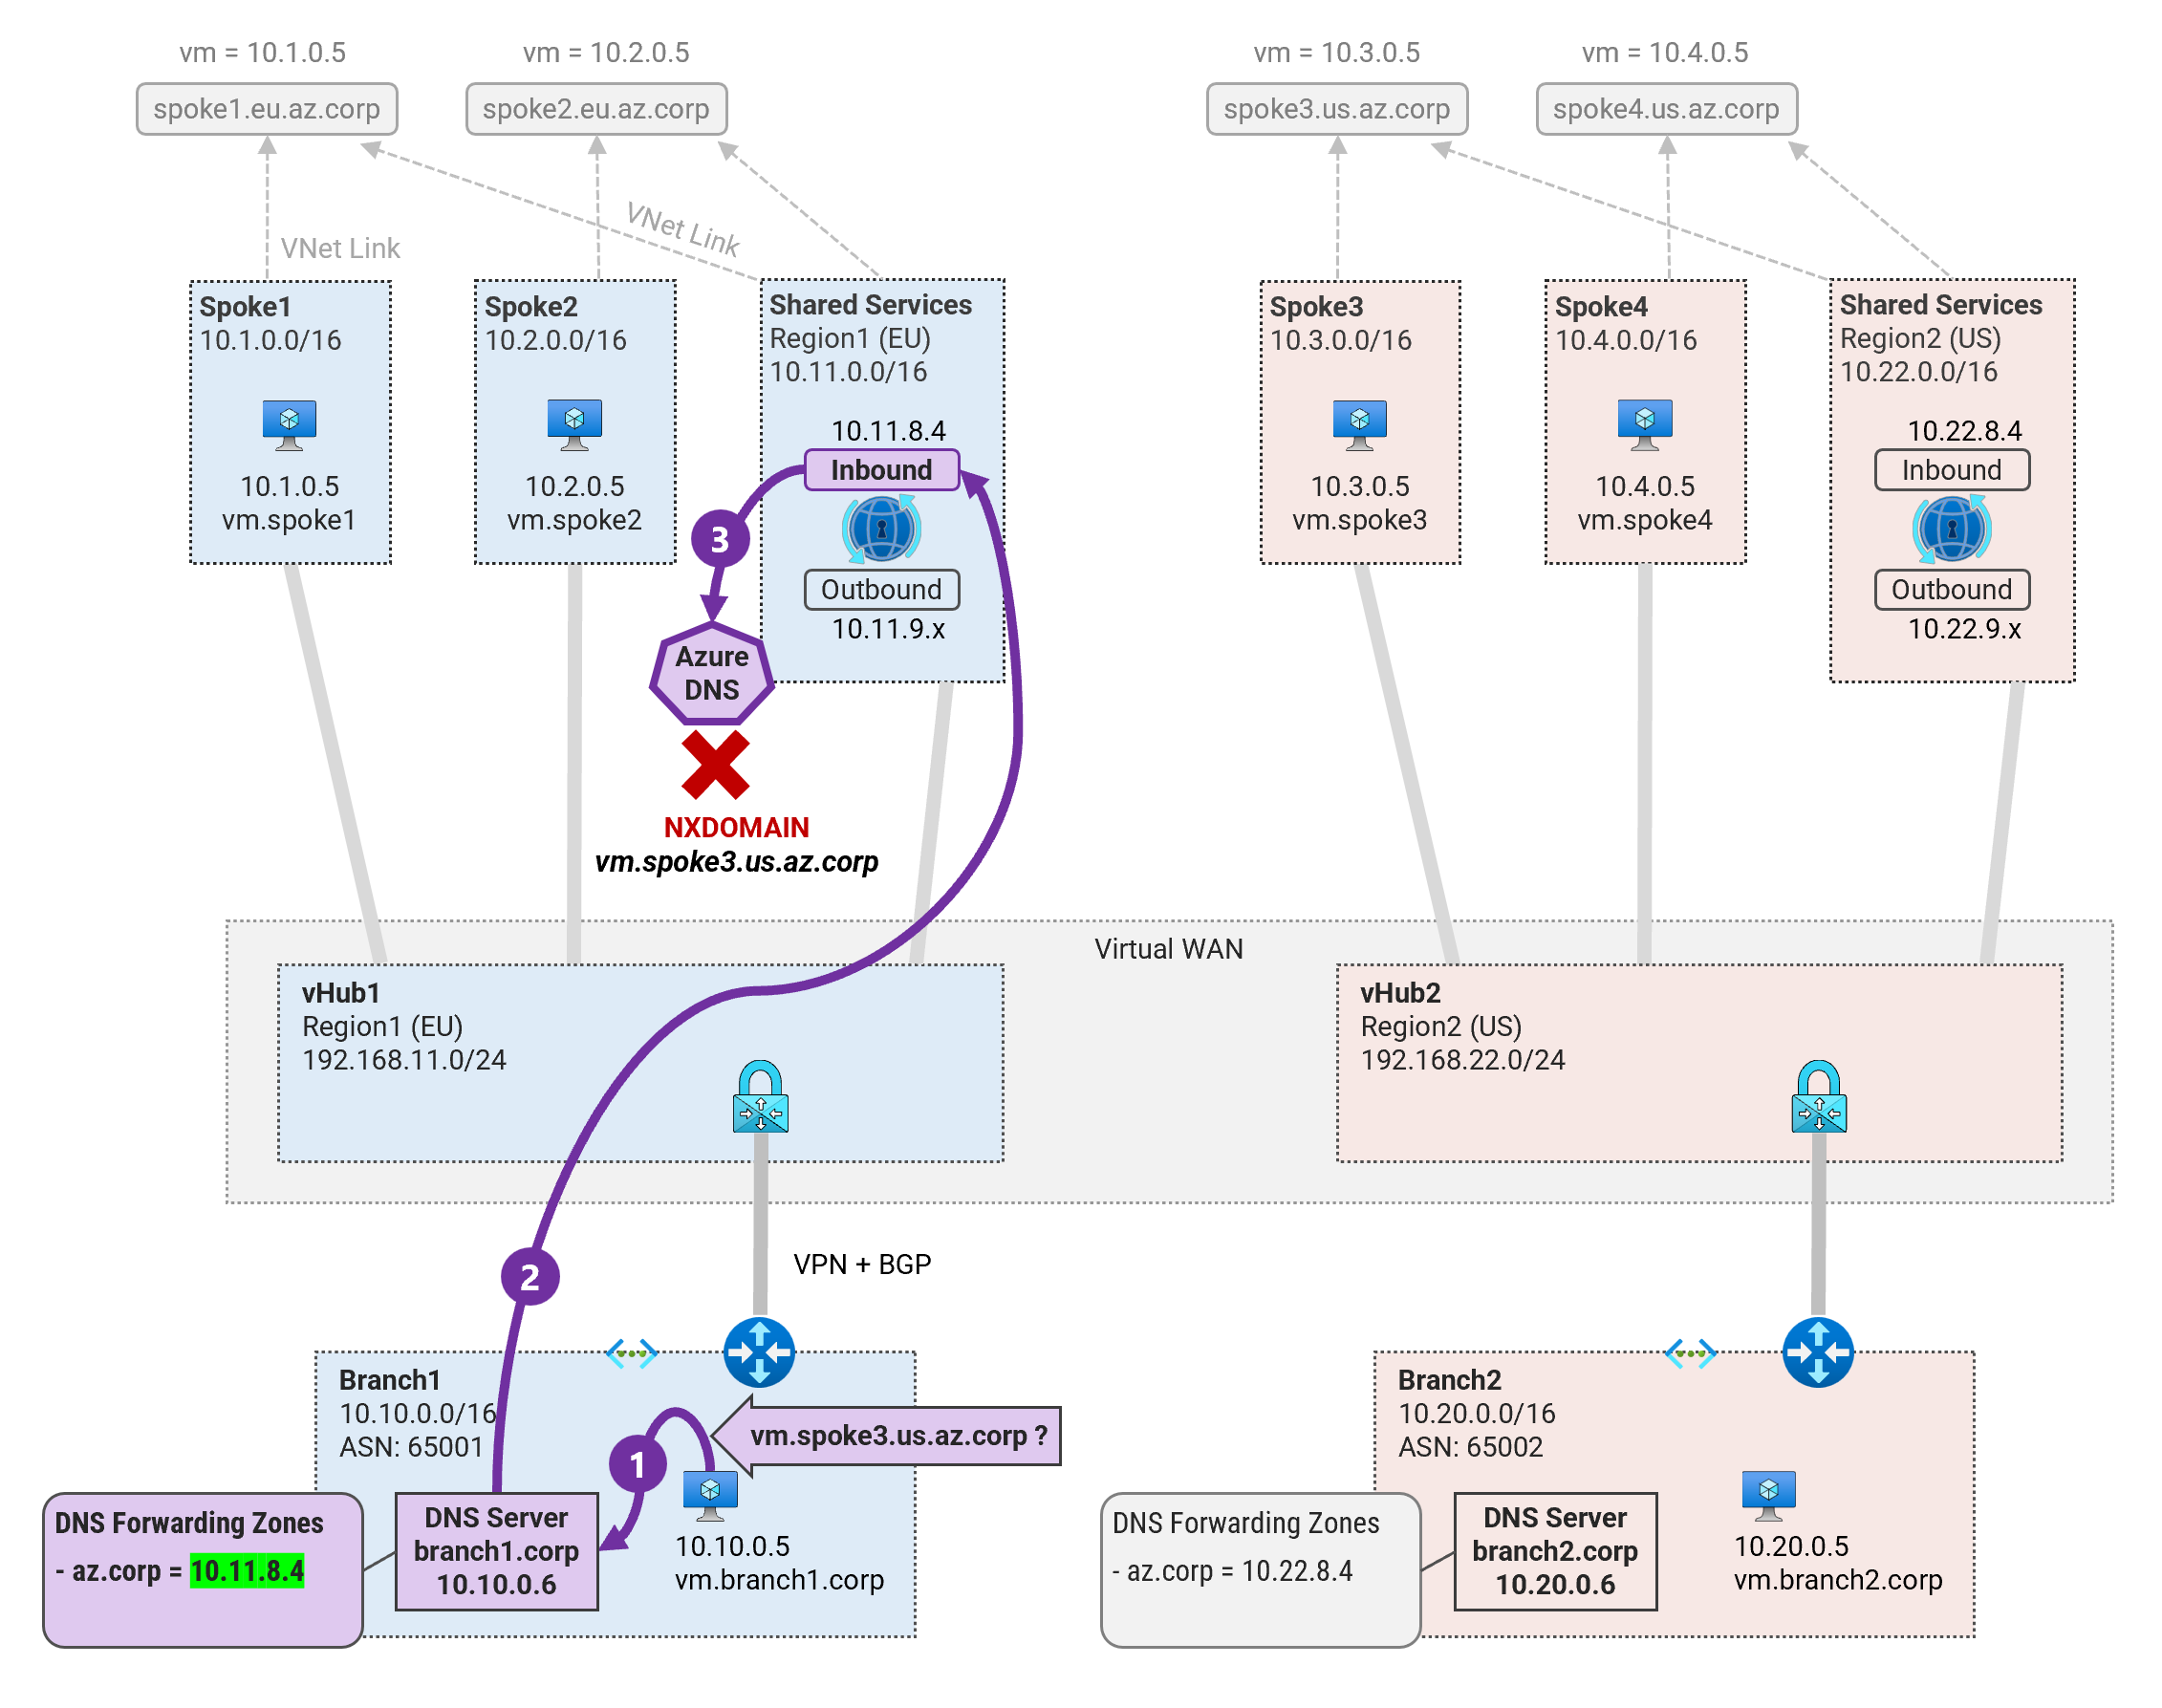 vm = 10.1.0.5
spoke1.eu.az.corp
vm = 10.2.0.5
spoke2.eu.az.corp
vm = 10.3.0.5
spoke3.us.az.corp
vm = 10.4.0.5
spoke4.us.az.corp
VNet Link
VNet Link
Spoke1
10.1.0.0/16
10.1.0.5
vm.spoke1
Spoke2
10.2.0.0/16
10.2.0.5
vm.spoke2
Shared Services
Region1 (EU)
10.11.0.0/16
10.11.8.4
Inbound
Outbound
10.11.9.x
3
Azure
DNS
NXDOMAIN
vm.spoke3.us.az.corp
Spoke3
10.3.0.0/16
10.3.0.5
vm.spoke3
Spoke4
10.4.0.0/16
10.4.0.5
vm.spoke4
Shared Services
Region2 (US)
10.22.0.0/16
10.22.8.4
Inbound
Outbound
10.22.9.x
Virtual WAN
vHub1
Region1 (EU)
192.168.11.0/24
vHub2
Region2 (US)
192.168.22.0/24
2
VPN + BGP
Branch1
10.10.0.0/16
ASN: 65001
vm.spoke3.us.az.corp ?
1
DNS Forwarding Zones
- az.corp = 10.11.8.4
DNS Server
branch1.corp
10.10.0.6
10.10.0.5
vm.branch1.corp
Branch2
10.20.0.0/16
ASN: 65002
DNS Forwarding Zones
- az.corp = 10.22.8.4
DNS Server
branch2.corp
10.20.0.6
10.20.0.5
vm.branch2.corp